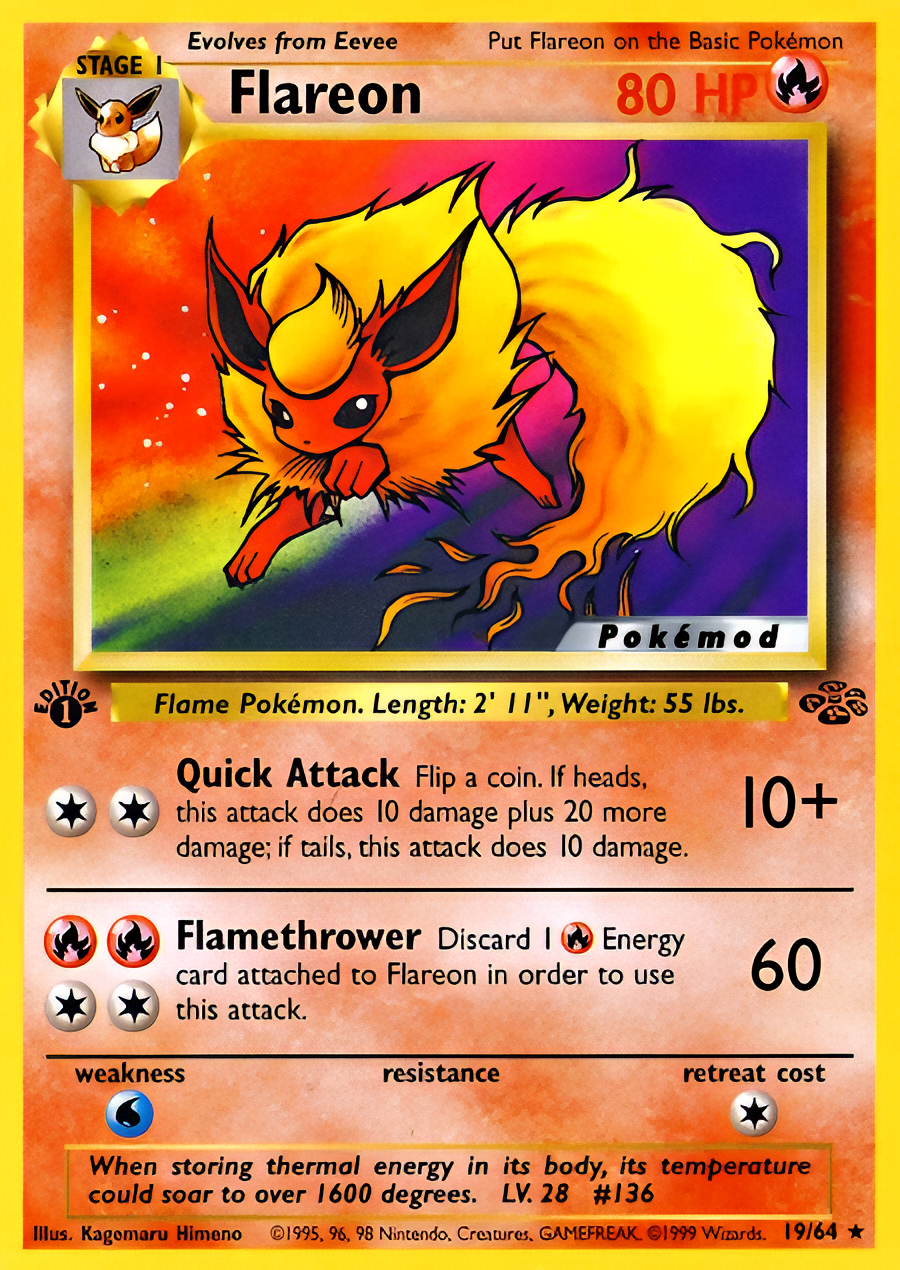 Evolves from Eevee
Put Flareon on the Basic Pokémon
STAGE 1
Flareon
80 HP
Pokémod
EDITION
1
Flame Pokémon. Length: 2' 11", Weight: 55 lbs.
Quick Attack Flip a coin. If heads,
this attack does 10 damage plus 20 more
damage; if tails, this attack does 10 damage.
10+
Flamethrower Discard 1 Energy
card attached to Flareon in order to use
this attack.
60
weakness
resistance
retreat cost
When storing thermal energy in its body, its temperature
could soar to over 1600 degrees. LV. 28 #136
Illus. Kagemaru Himeno
©1995, 96, 98 Nintendo, Creatures, GAMEFREAK. ©1999 Wizards.
19/64 ★